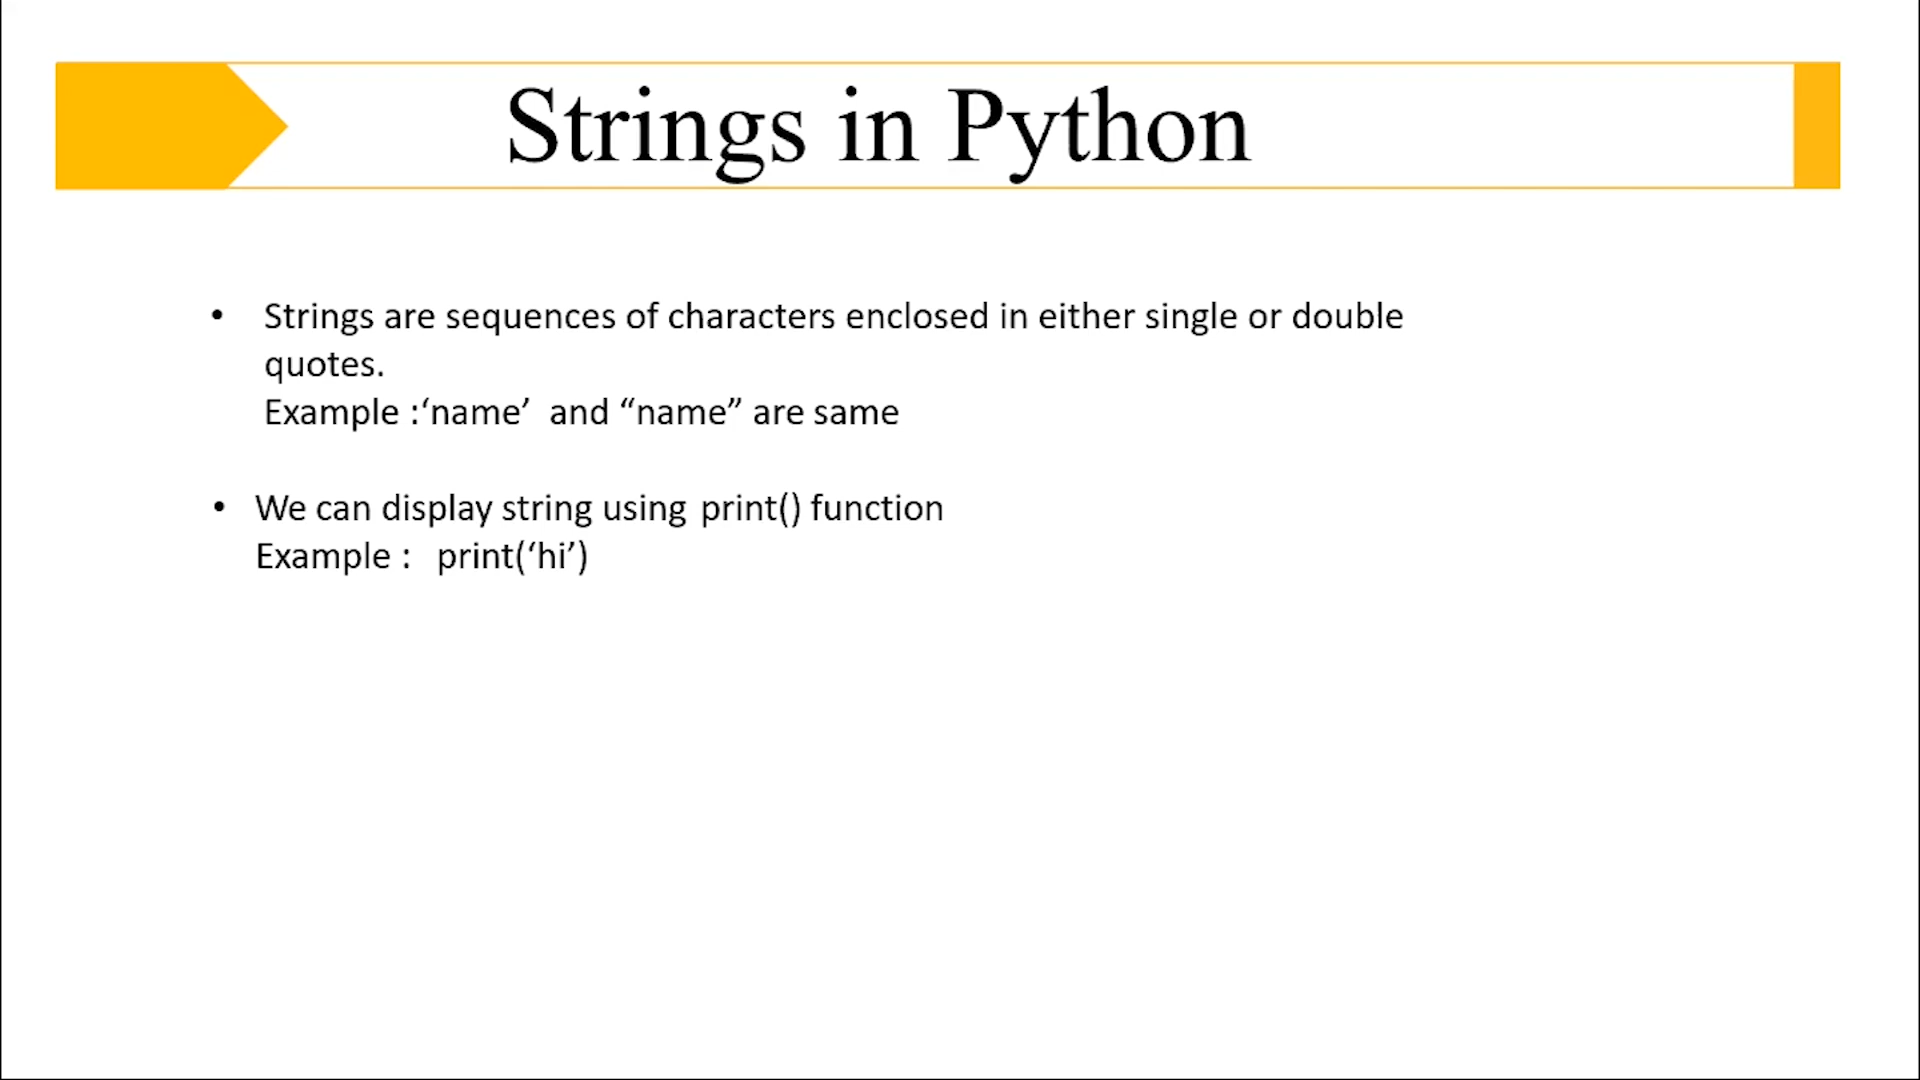 Strings in Python
• Strings are sequences of characters enclosed in either single or double
quotes.
Example :‘name’  and “name” are same
• We can display string using print() function
Example :  print(‘hi’)